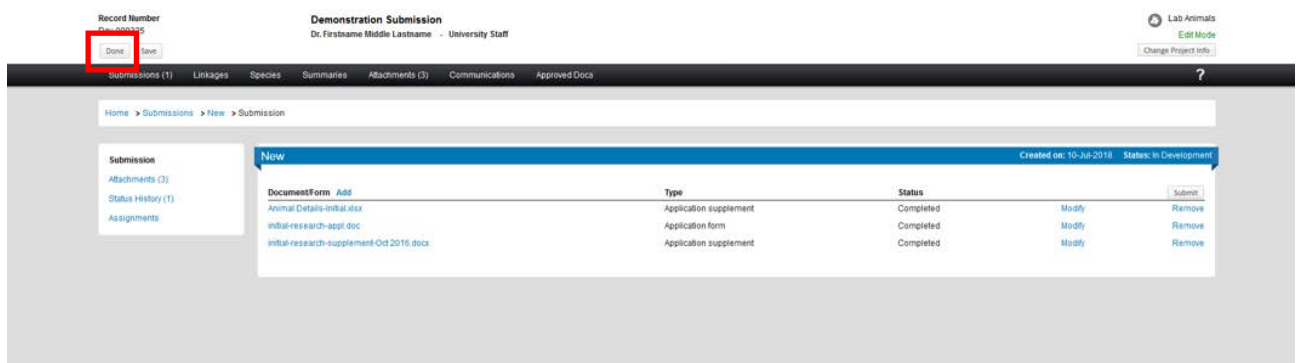 Record Number
Demonstration Submission
Lab Animals
Dr. Firstname Middle Lastname - University Staff
Edit Mode
Done Save
Change Project Info
Submissions (1) Linkages Species Summaries Attachments (3) Communications Approved Docs ?
Home > Submissions > New > Submission
Submission
Attachments (3)
Status History (1)
Assignments
New Created on: 10-Jul-2018 Status: In Development
Document/Form Add Type Status Submit
Animal Details-Initial.xlsx Application supplement Completed Modify Remove
initial-research-appl.doc Application form Completed Modify Remove
initial-research-supplement-Oct 2016.docx Application supplement Completed Modify Remove